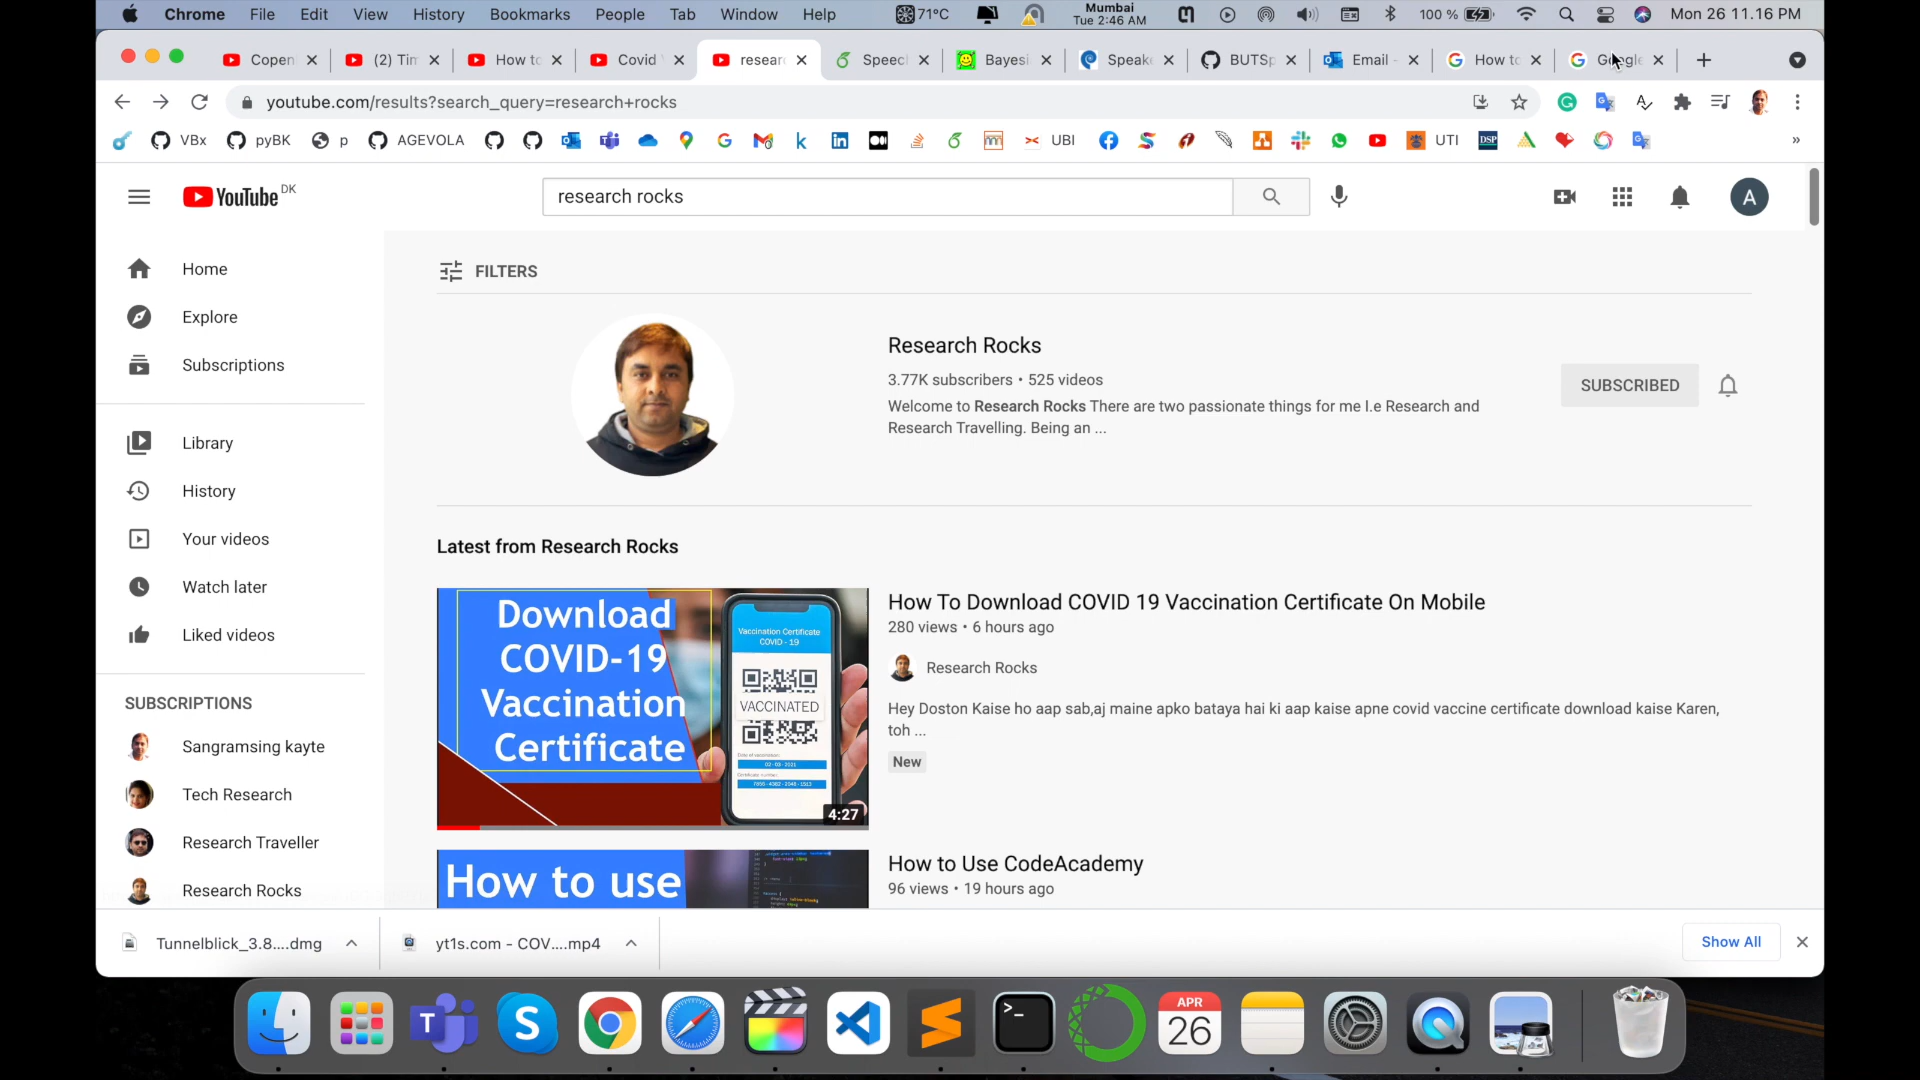 Chrome File Edit View History Bookmarks People Tab Window Help 71°C Mumbai 100 % Mon 26 11.16 PM
Tue 2:46 AM
Copen (2) Tim How to Covid resear Speecl Bayesi Speake BUTSp Email - How to Google
youtube.com/results?search_query=research+rocks
VBx pyBK p AGEVOLA UBI UTI DSP »
YouTube DK
research rocks
A
Home
Explore
Subscriptions
Library
History
Your videos
Watch later
Liked videos
SUBSCRIPTIONS
Sangramsing kayte
Tech Research
Research Traveller
Research Rocks
FILTERS
Research Rocks
3.77K subscribers • 525 videos
Welcome to Research Rocks There are two passionate things for me I.e Research and
Research Travelling. Being an ...
SUBSCRIBED
Latest from Research Rocks
Download
COVID-19
Vaccination
Certificate
Vaccination Certificate
COVID - 19
VACCINATED
4:27
How To Download COVID 19 Vaccination Certificate On Mobile
280 views • 6 hours ago
Research Rocks
Hey Doston Kaise ho aap sab,aj maine apko bataya hai ki aap kaise apne covid vaccine certificate download kaise Karen,
toh ...
New
How to use
How to Use CodeAcademy
96 views • 19 hours ago
Tunnelblick_3.8....dmg
yt1s.com - COV....mp4
Show All
T
S
>_
APR
26